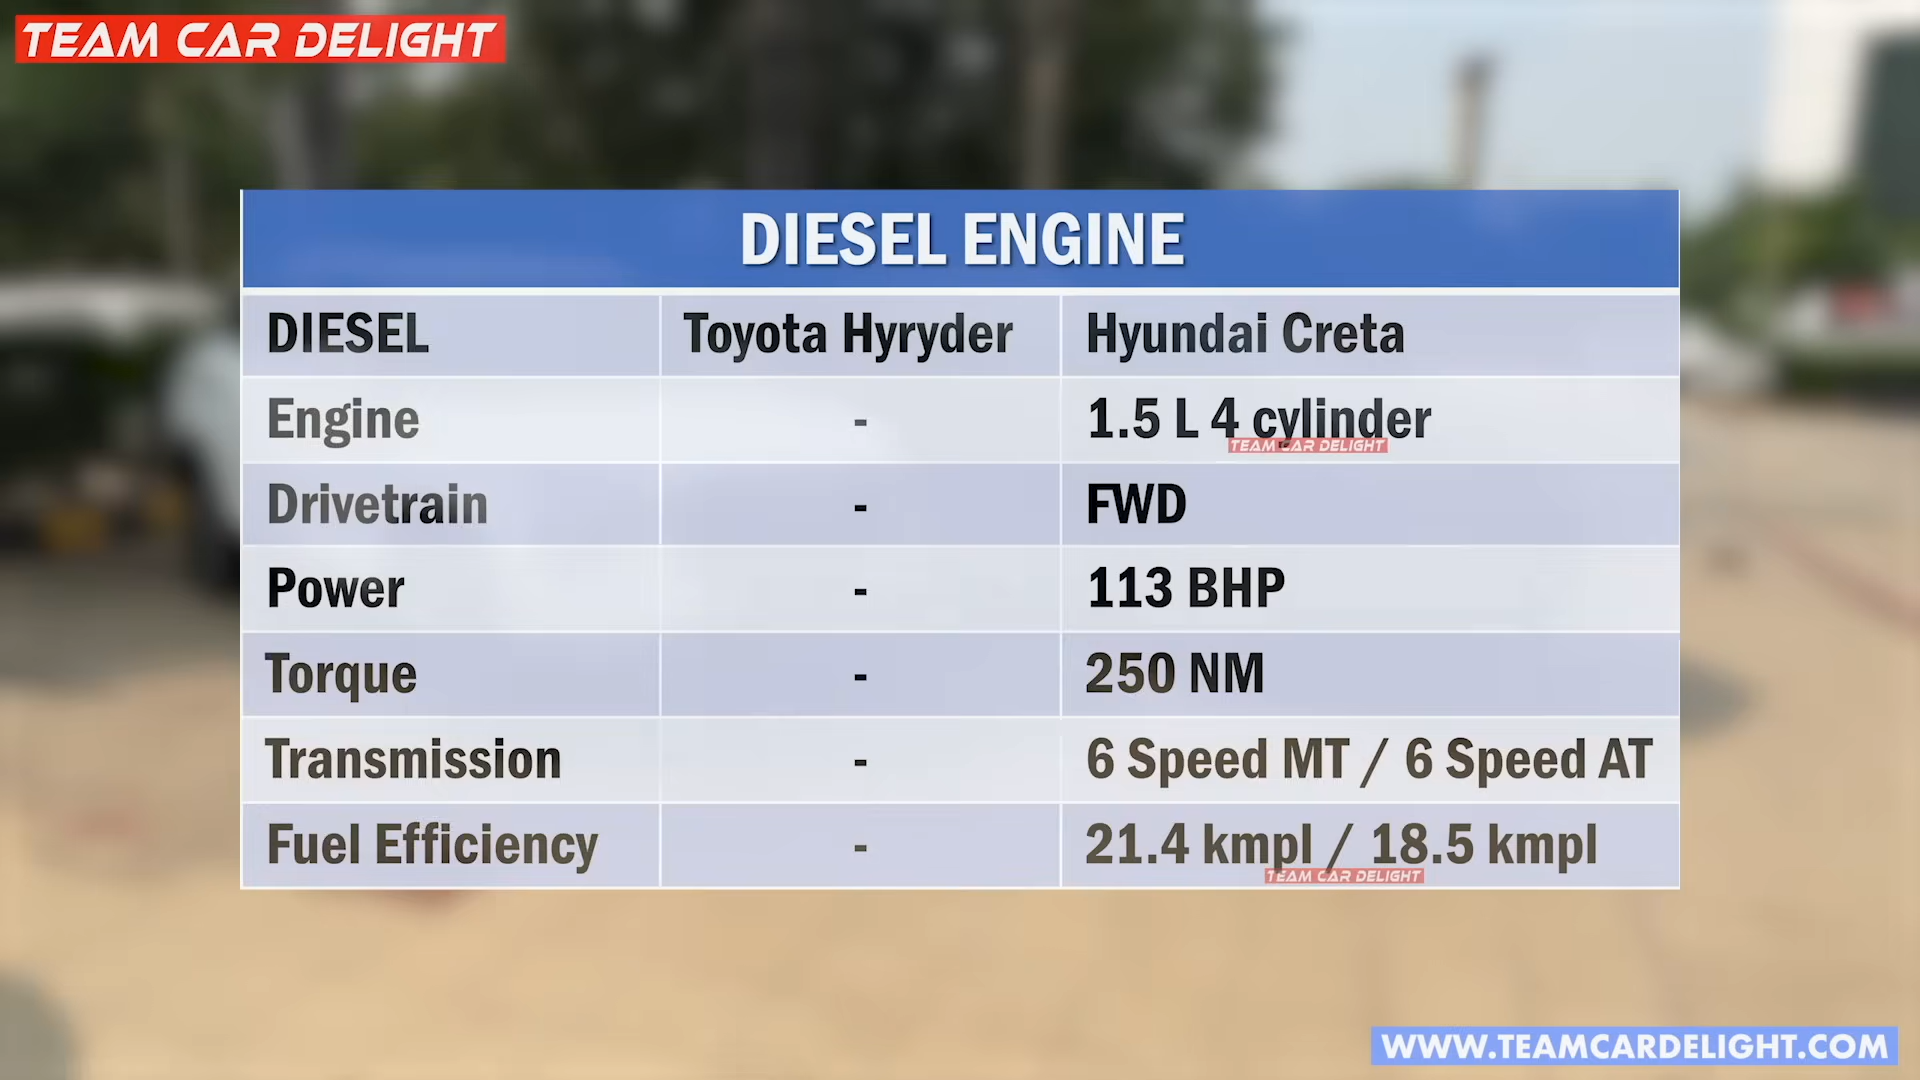 TEAM CAR DELIGHT
DIESEL ENGINE
DIESEL Toyota Hyryder Hyundai Creta
Engine - 1.5 L 4 cylinder
TEAM CAR DELIGHT
Drivetrain - FWD
Power - 113 BHP
Torque - 250 NM
Transmission - 6 Speed MT / 6 Speed AT
Fuel Efficiency - 21.4 kmpl / 18.5 kmpl
TEAM CAR DELIGHT
WWW.TEAMCARDELIGHT.COM